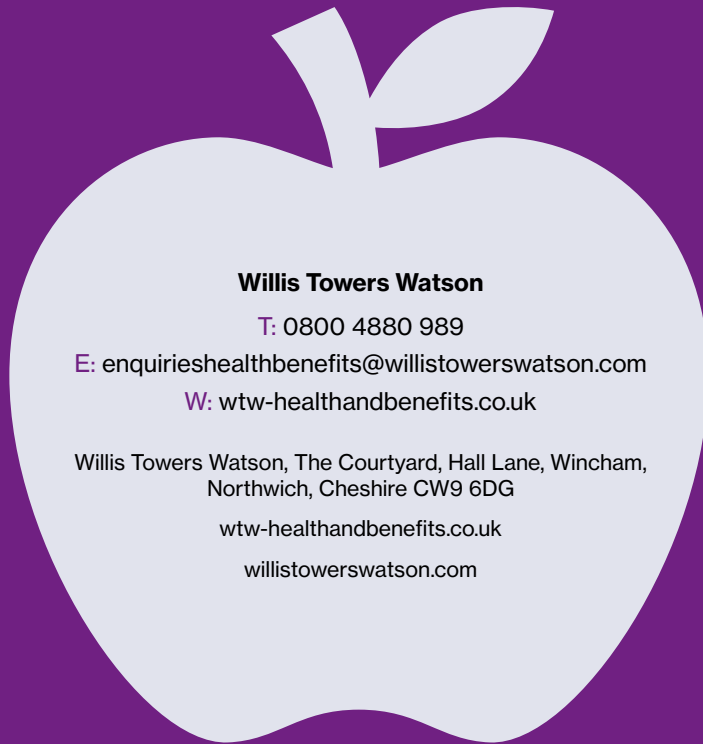 Willis Towers Watson
T: 0800 4880 989
E: enquirieshealthbenefits@willistowerswatson.com
W: wtw-healthandbenefits.co.uk
Willis Towers Watson, The Courtyard, Hall Lane, Wincham,
Northwich, Cheshire CW9 6DG
wtw-healthandbenefits.co.uk
willistowerswatson.com